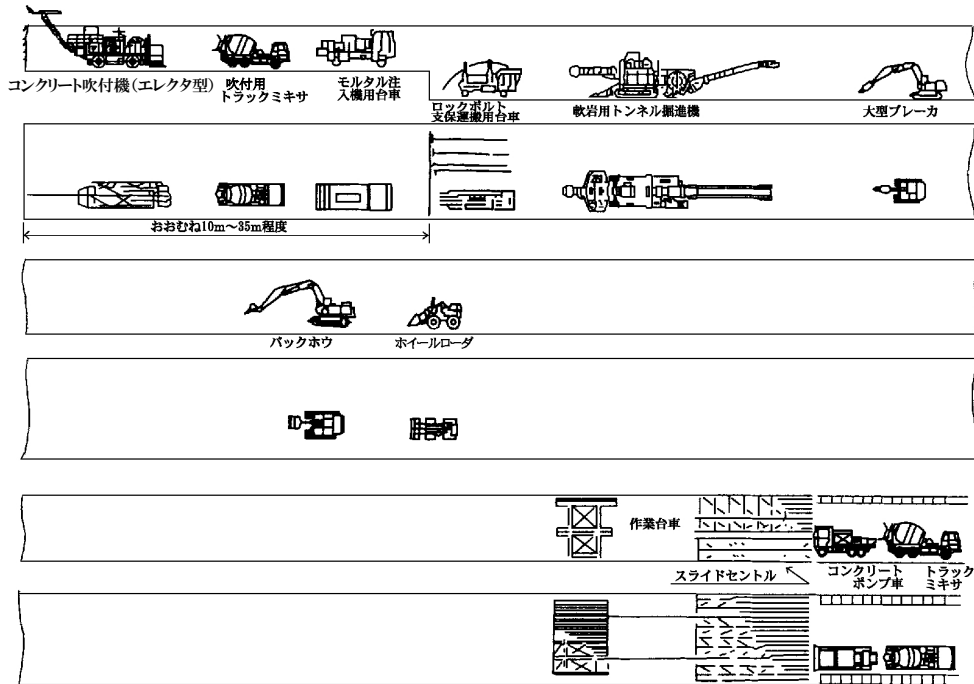 コンクリート吹付機(エレクタ型)
吹付用
トラックミキサ
モルタル注
入機用台車
ロックボルト
支保運搬用台車
軟岩用トンネル掘進機
大型ブレーカ
おおむね10m〜35m程度
バックホウ
ホイールローダ
作業台車
スライドセントル
コンクリート
ポンプ車
トラック
ミキサ